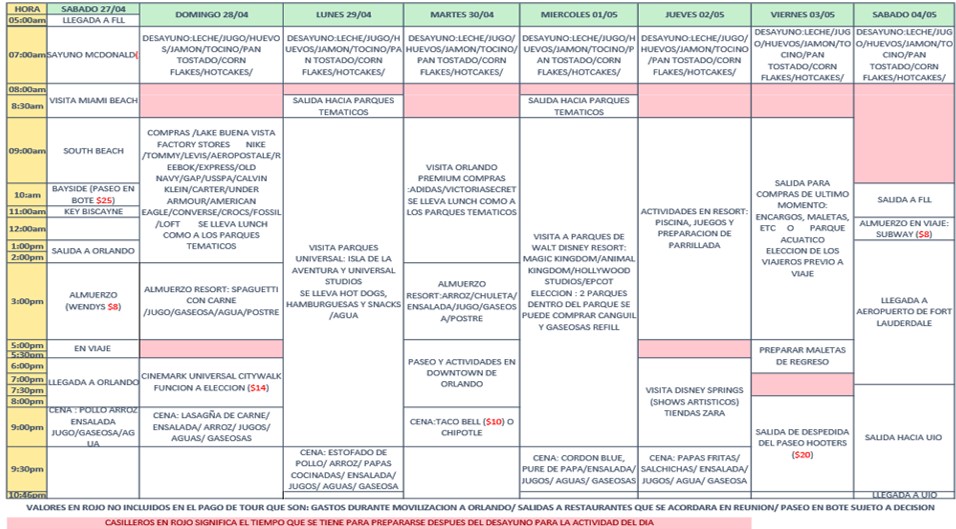 HORA SABADO 27/04 DOMINGO 28/04 LUNES 29/04 MARTES 30/04 MIERCOLES 01/05 JUEVES 02/05 VIERNES 03/05 SABADO 04/05
05:00am LLEGADA A FLL
07:00am
SAYUNO MCDONALD(
DESAYUNO:LECHE/JUGO/HUEVO
S/JAMON/TOCINO/PAN
TOSTADO/CORN
FLAKES/HOTCAKES/
DESAYUNO:LECHE/JUGO/H
UEVOS/JAMON/TOCINO/PA
N TOSTADO/CORN
FLAKES/HOTCAKES/
DESAYUNO:LECHE/JUGO/
HUEVOS/JAMON/TOCINO/
PAN TOSTADO/CORN
FLAKES/HOTCAKES/
DESAYUNO:LECHE/JUGO/H
UEVOS/JAMON/TOCINO/P
AN TOSTADO/CORN
FLAKES/HOTCAKES/
DESAYUNO:LECHE/JUGO/
HUEVOS/JAMON/TOCINO
/PAN TOSTADO/CORN
FLAKES/HOTCAKES/
DESAYUNO:LECHE/JUG
O/HUEVOS/JAMON/TO
CINO/PAN
TOSTADO/CORN
FLAKES/HOTCAKES/
DESAYUNO:LECHE/JUG
O/HUEVOS/JAMON/TO
CINO/PAN
TOSTADO/CORN
FLAKES/HOTCAKES/
08:00am
8:30am
VISITA MIAMI BEACH
SALIDA HACIA PARQUES
TEMATICOS
SALIDA HACIA PARQUES
TEMATICOS
09:00am
SOUTH BEACH
COMPRAS /LAKE BUENA VISTA
FACTORY STORES NIKE
/TOMMY/LEVIS/AEROPOSTALE/R
EEBOK/EXPRESS/OLD
NAVY/GAP/USSPA/CALVIN
KLEIN/CARTER/UNDER
ARMOUR/AMERICAN
EAGLE/CONVERSE/CROCS/FOSSIL
/LOFT SE LLEVA LUNCH
COMO A LOS PARQUES
TEMATICOS
VISITA PARQUES
UNIVERSAL: ISLA DE LA
AVENTURA Y UNIVERSAL
STUDIOS
SE LLEVA HOT DOGS,
HAMBURGUESAS Y SNACKS
/AGUA
VISITA ORLANDO
PREMIUM COMPRAS
:ADIDAS/VICTORIASECRET
SE LLEVA LUNCH COMO A
LOS PARQUES TEMATICOS
VISITA A PARQUES DE
WALT DISNEY RESORT:
MAGIC KINGDOM/ANIMAL
KINGDOM/HOLLYWOOD
STUDIOS/EPCOT
ELECCION : 2 PARQUES
DENTRO DEL PARQUE SE
PUEDE COMPRAR CANGUIL
Y GASEOSAS REFILL
ACTIVIDADES EN RESORT:
PISCINA, JUEGOS Y
PREPARACION DE
PARRILLADA
SALIDA PARA
COMPRAS DE ULTIMO
MOMENTO:
ENCARGOS, MALETAS,
ETC O PARQUE
ACUATICO
ELECCION DE LOS
VIAJEROS PREVIO A
VIAJE
10:am
BAYSIDE (PASEO EN
BOTE $25)
SALIDA A FLL
11:00am KEY BISCAYNE
12:00am
ALMUERZO EN VIAJE:
SUBWAY ($8)
1:00pm
2:00pm
SALIDA A ORLANDO
3:00pm
ALMUERZO
(WENDYS $8)
ALMUERZO RESORT: SPAGUETTI
CON CARNE
/JUGO/GASEOSA/AGUA/POSTRE
ALMUERZO
RESORT:ARROZ/CHULETA/
ENSALADA/JUGO/GASEOS
A/POSTRE
LLEGADA A
AEROPUERTO DE FORT
LAUDERDALE
5:00pm EN VIAJE
5:30pm
PREPARAR MALETAS
DE REGRESO
6:00pm
7:00pm
7:30pm
8:00pm
LLEGADA A ORLANDO
CINEMARK UNIVERSAL CITYWALK
FUNCION A ELECCION ($14)
PASEO Y ACTIVIDADES EN
DOWNTOWN DE
ORLANDO
VISITA DISNEY SPRINGS
(SHOWS ARTISTICOS)
TIENDAS ZARA
9:00pm
CENA : POLLO ARROZ
ENSALADA
JUGO/GASEOSA/AG
UA
CENA: LASAGÑA DE CARNE/
ENSALADA/ ARROZ/ JUGOS/
AGUAS/ GASEOSAS
CENA:TACO BELL ($10) O
CHIPOTLE
SALIDA DE DESPEDIDA
DEL PASEO HOOTERS
($20)
SALIDA HACIA UIO
9:30pm
CENA: ESTOFADO DE
POLLO/ ARROZ/ PAPAS
COCINADAS/ ENSALADA/
JUGOS/ AGUAS/ GASEOSA
CENA: CORDON BLUE,
PURE DE PAPA/ENSALADA/
JUGOS/ AGUAS/ GASEOSAS
CENA: PAPAS FRITAS/
SALCHICHAS/ ENSALADA/
JUGOS/ AGUA/ GASEOSA
10:46pm LLEGADA A UIO
VALORES EN ROJO NO INCLUIDOS EN EL PAGO DE TOUR QUE SON: GASTOS DURANTE MOVILIZACION A ORLANDO/ SALIDAS A RESTAURANTES QUE SE ACORDARA EN REUNION/ PASEO EN BOTE SUJETO A DECISION
CASILLEROS EN ROJO SIGNIFICA EL TIEMPO QUE SE TIENE PARA PREPARARSE DESPUES DEL DESAYUNO PARA LA ACTIVIDAD DEL DIA